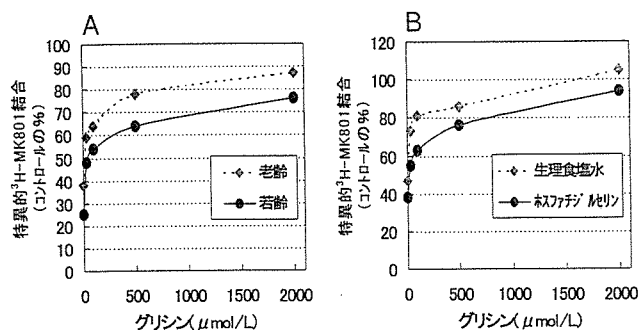 A
特異的³H-MK801結合
(コントロールの%)
100
90
80
70
60
50
40
30
20
10
0
老齢
若齢
0 500 1000 1500 2000
グリシン(μmol/L)
B
特異的³H-MK801結合
(コントロールの%)
120
100
80
60
40
20
0
生理食塩水
ホスファチジルセリン
0 500 1000 1500 2000
グリシン(μmol/L)